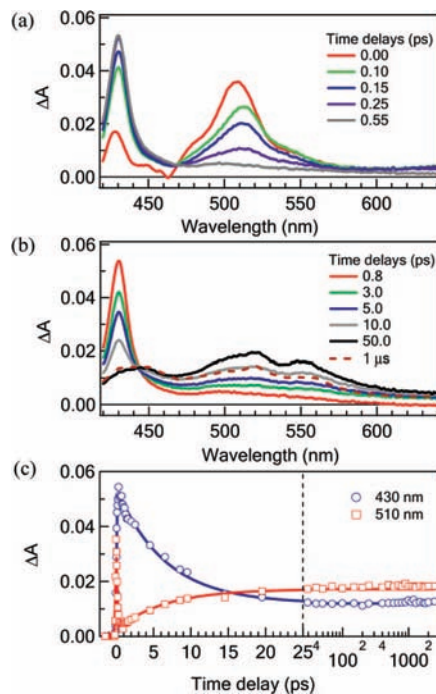 (a)
0.06
0.04
0.02
0.00
ΔA
Time delays (ps)
0.00
0.10
0.15
0.25
0.55
450 500 550 600
Wavelength (nm)
(b)
0.06
0.04
0.02
0.00
ΔA
Time delays (ps)
0.8
3.0
5.0
10.0
50.0
1 μs
450 500 550 600
Wavelength (nm)
(c)
0.06
0.04
0.02
0.00
ΔA
430 nm
510 nm
0 5 10 15 20 25 4 100 2 4 1000 2
Time delay (ps)